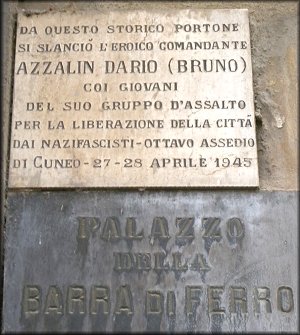 DA QUESTO STORICO PORTONE
SI SLANCIÒ L'EROICO COMANDANTE
AZZALIN DARIO (BRUNO)
COI GIOVANI
DEL SUO GRUPPO D'ASSALTO
PER LA LIBERAZIONE DELLA CITTÀ
DAI NAZIFASCISTI-OTTAVO ASSEDIO
DI CUNEO-27-28 APRILE 1945
PALAZZO
DELLA
BARRA DI FERRO